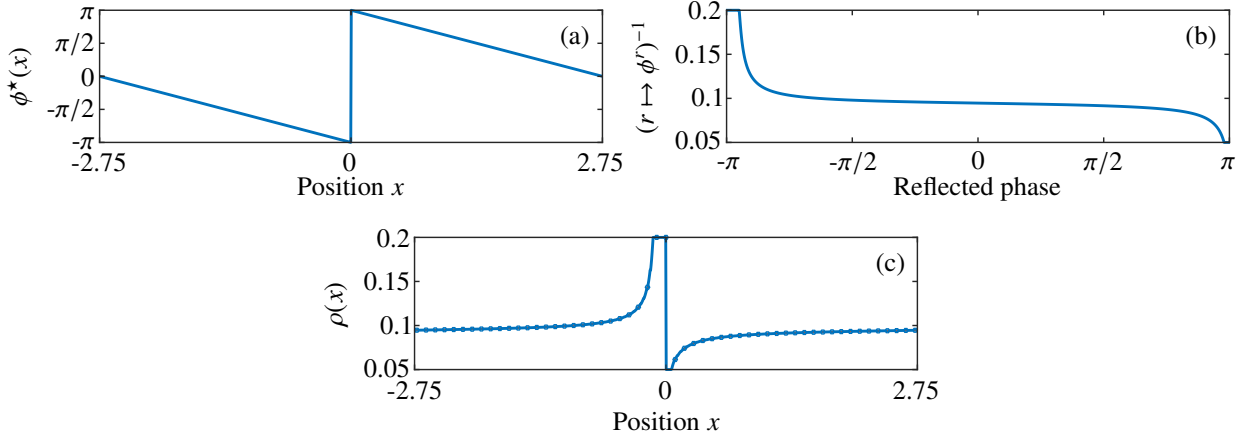 (a)
ϕ⋆(x)
π
π/2
0
-π/2
-π
-2.75
0
2.75
Position x
(b)
(r ↦ ϕʳ)⁻¹
0.2
0.15
0.1
0.05
-π
-π/2
0
π/2
π
Reflected phase
(c)
ρ(x)
0.2
0.15
0.1
0.05
-2.75
0
2.75
Position x